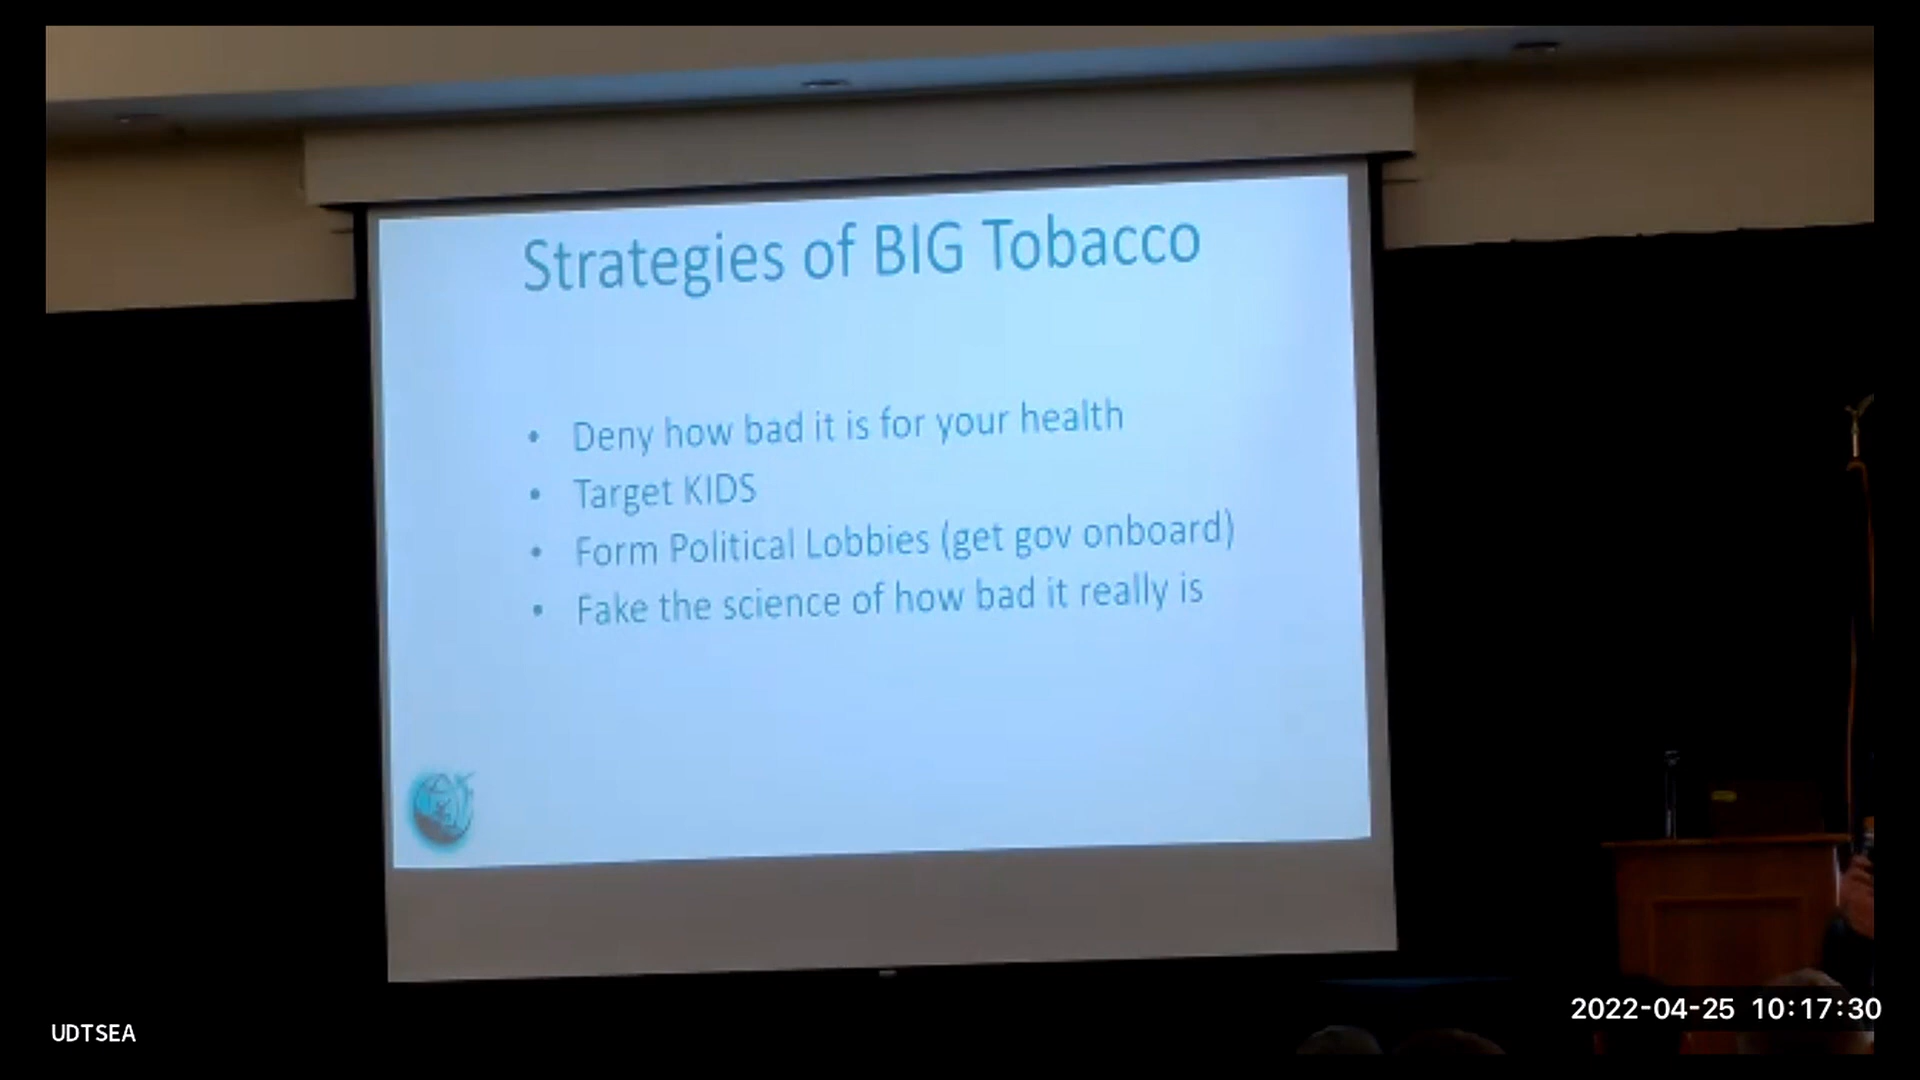 Strategies of BIG Tobacco
• Deny how bad it is for your health
• Target KIDS
• Form Political Lobbies (get gov onboard)
• Fake the science of how bad it really is
UDTSEA
2022-04-25 10:17:30